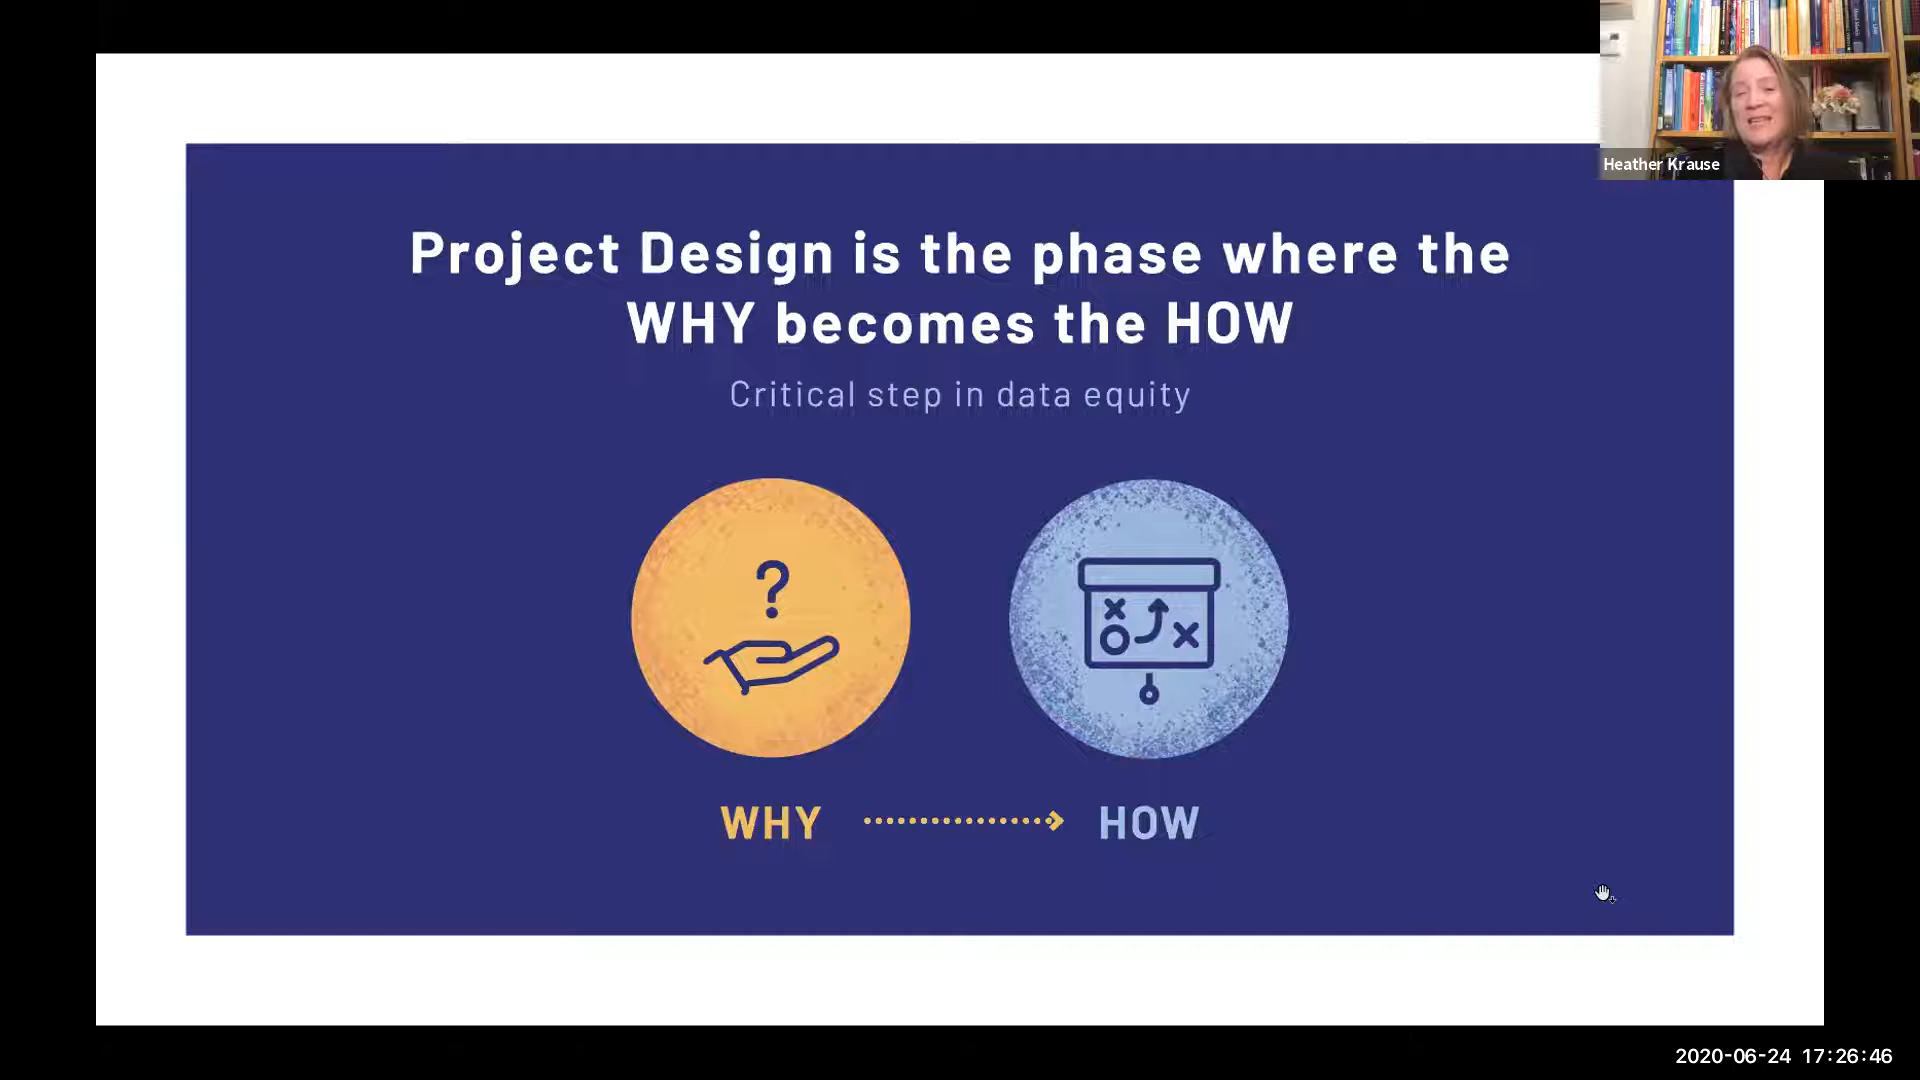 Heather Krause
Project Design is the phase where the
WHY becomes the HOW
Critical step in data equity
?
WHY
HOW
2020-06-24 17:26:46